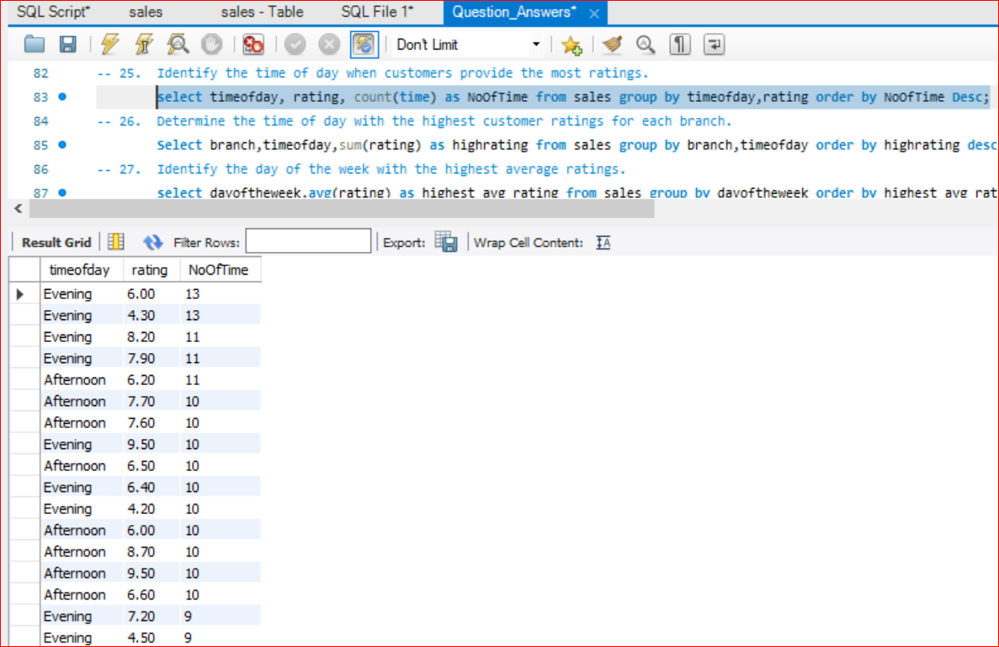 SQL Script* sales sales - Table SQL File 1* Question_Answers*
Don't Limit
82 -- 25. Identify the time of day when customers provide the most ratings.
83 select timeofday, rating, count(time) as NoOfTime from sales group by timeofday,rating order by NoOfTime Desc;
84 -- 26. Determine the time of day with the highest customer ratings for each branch.
85 Select branch,timeofday,sum(rating) as highrating from sales group by branch,timeofday order by highrating desc
86 -- 27. Identify the day of the week with the highest average ratings.
87 select dayoftheweek,avg(rating) as highest avg rating from sales group by dayoftheweek order by highest avg rat
Result Grid Filter Rows: Export: Wrap Cell Content:
timeofday rating NoOfTime
Evening 6.00 13
Evening 4.30 13
Evening 8.20 11
Evening 7.90 11
Afternoon 6.20 11
Afternoon 7.70 10
Afternoon 7.60 10
Evening 9.50 10
Afternoon 6.50 10
Evening 6.40 10
Evening 4.20 10
Afternoon 6.00 10
Afternoon 8.70 10
Afternoon 9.50 10
Afternoon 6.60 10
Evening 7.20 9
Evening 4.50 9